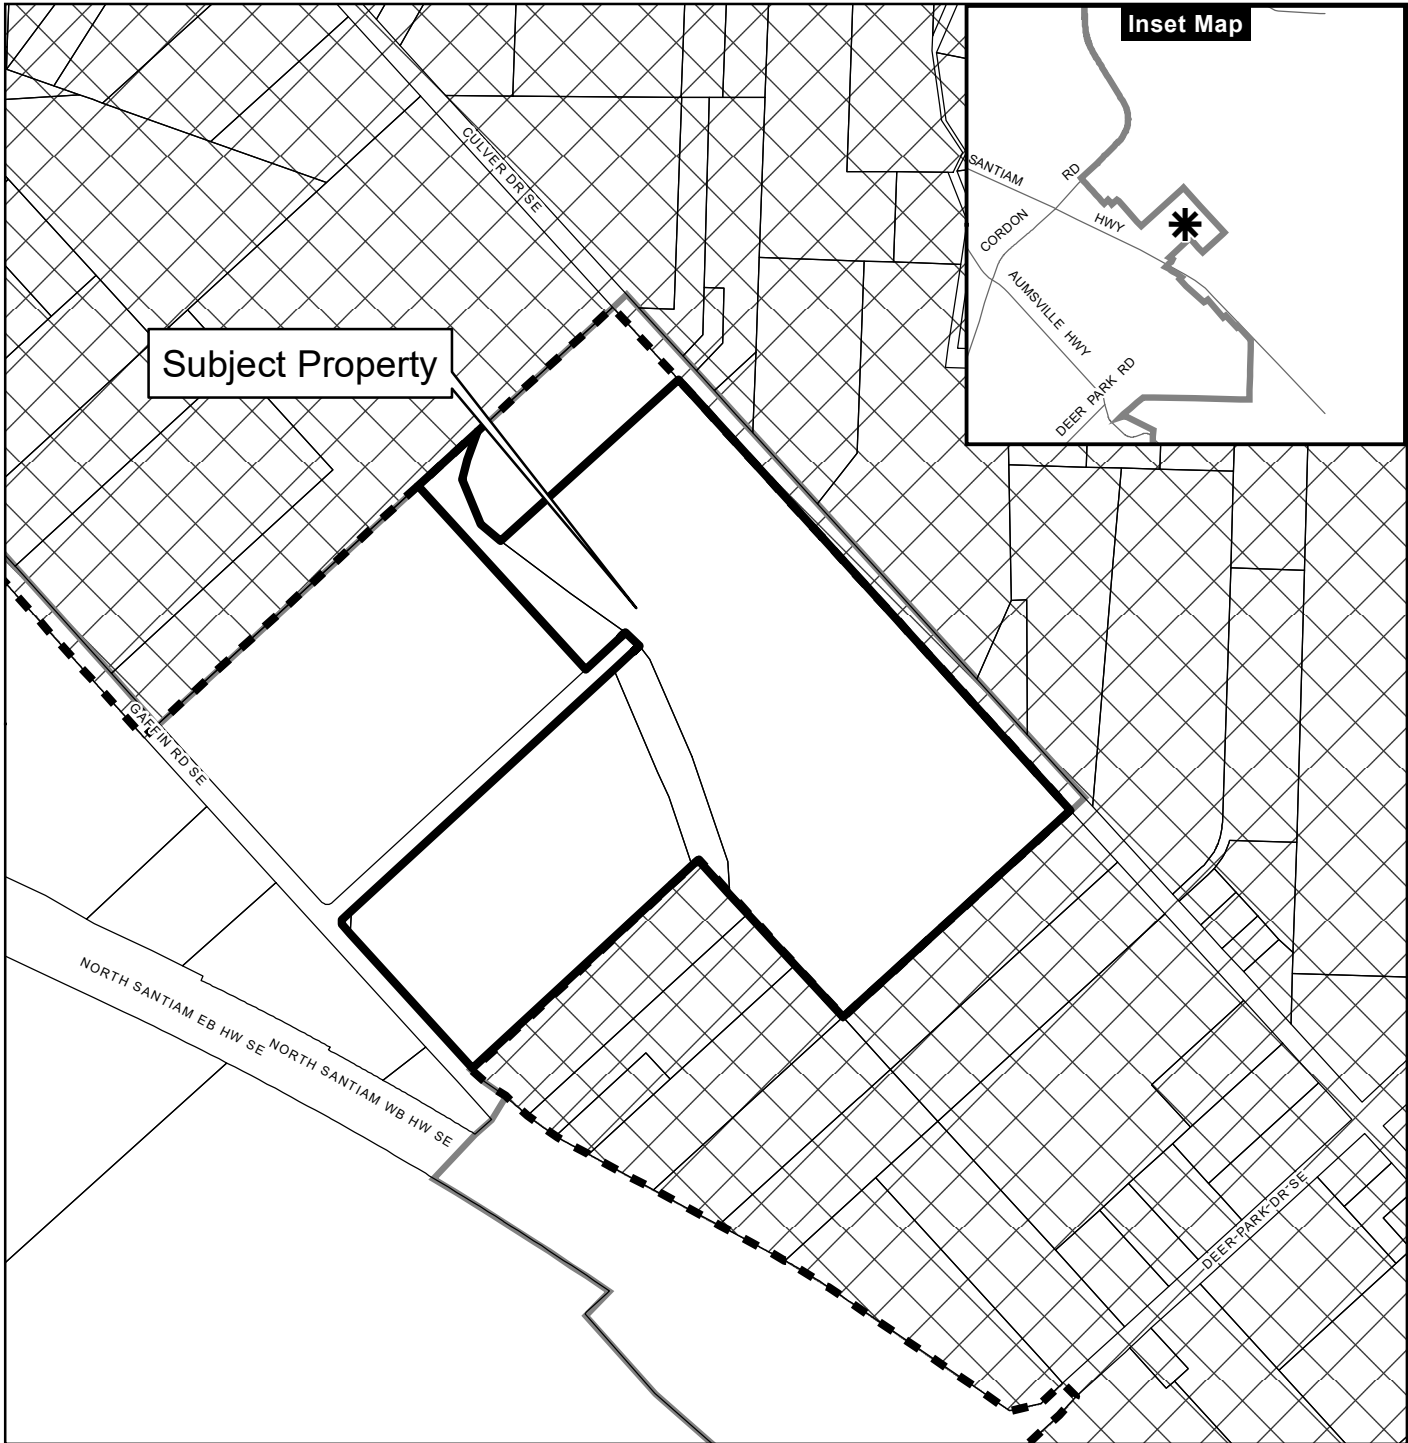 Inset Map
SANTIAM
RD
HWY
CORDON
AUMSVILLE HWY
DEER PARK RD
CULVER DR SE
Subject Property
GAFFIN RD SE
NORTH SANTIAM EB HW SE
NORTH SANTIAM WB HW SE
DEER PARK DR SE